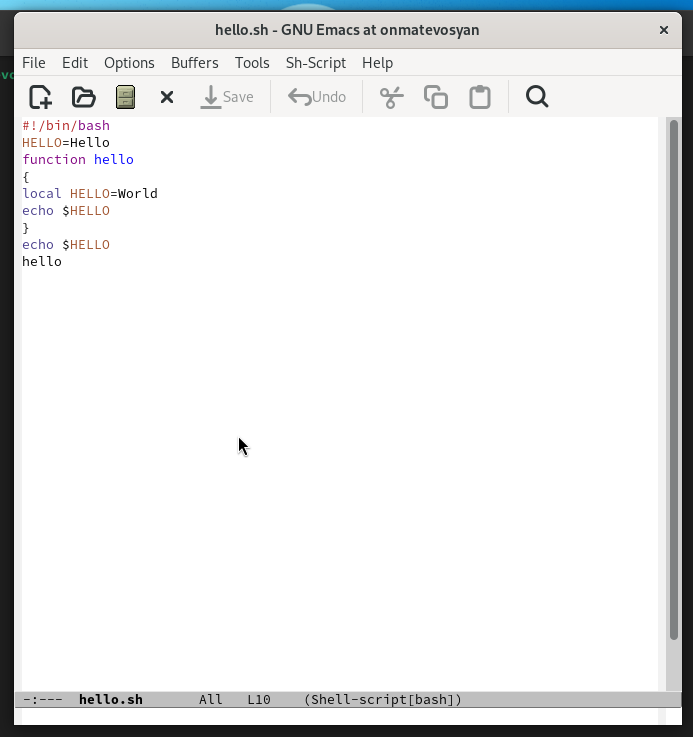 hello.sh - GNU Emacs at onmatevosyan
File Edit Options Buffers Tools Sh-Script Help
Save Undo
#!/bin/bash
HELLO=Hello
function hello
{
local HELLO=World
echo $HELLO
}
echo $HELLO
hello
-:--- hello.sh All L10 (Shell-script[bash])